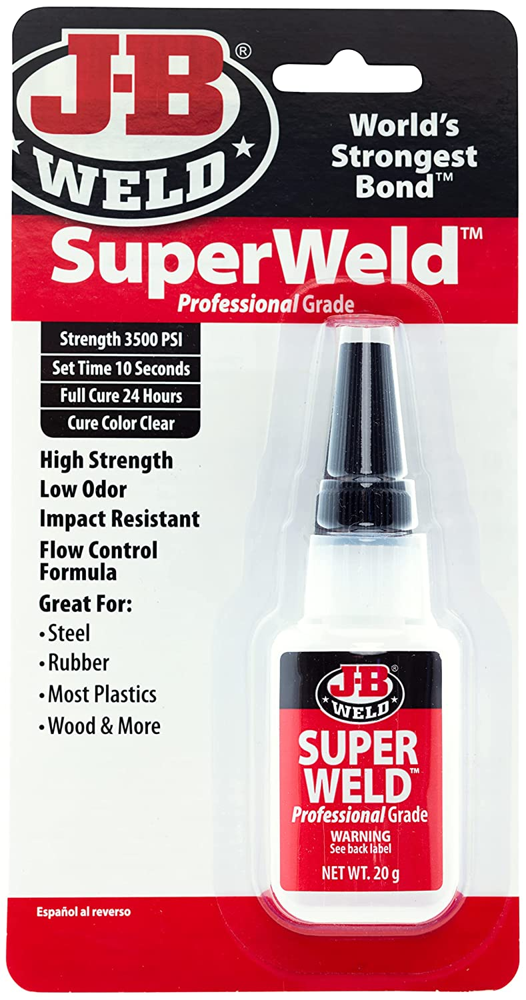 J-B®
WELD
World's
Strongest
Bond™
SuperWeld™
Professional Grade
Strength 3500 PSI
Set Time 10 Seconds
Full Cure 24 Hours
Cure Color Clear
High Strength
Low Odor
Impact Resistant
Flow Control
Formula
Great For:
• Steel
• Rubber
• Most Plastics
• Wood & More
J-B®
WELD
SUPER
WELD™
Professional Grade
WARNING
See back label
NET WT. 20 g
Español al reverso